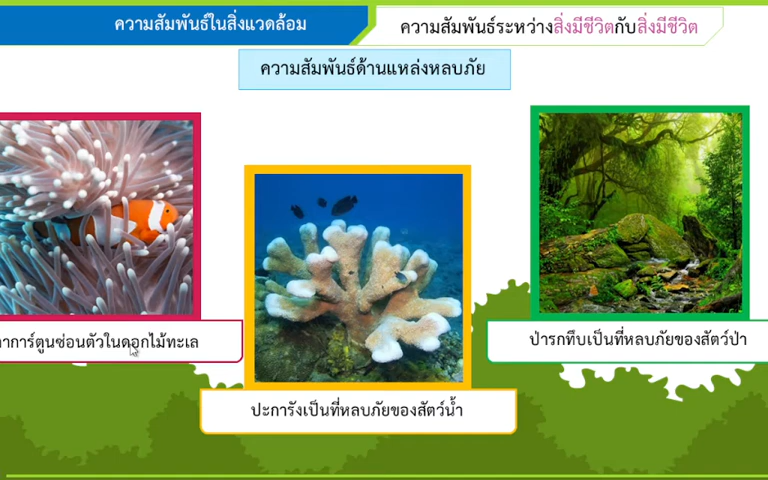 ความสัมพันธ์ในสิ่งแวดล้อม
ความสัมพันธ์ระหว่างสิ่งมีชีวิตกับสิ่งมีชีวิต
ความสัมพันธ์ด้านแหล่งหลบภัย
าการ์ตูนซ่อนตัวในดอกไม้ทะเล
ปะการังเป็นที่หลบภัยของสัตว์น้ำ
ป่ารกทึบเป็นที่หลบภัยของสัตว์ป่า